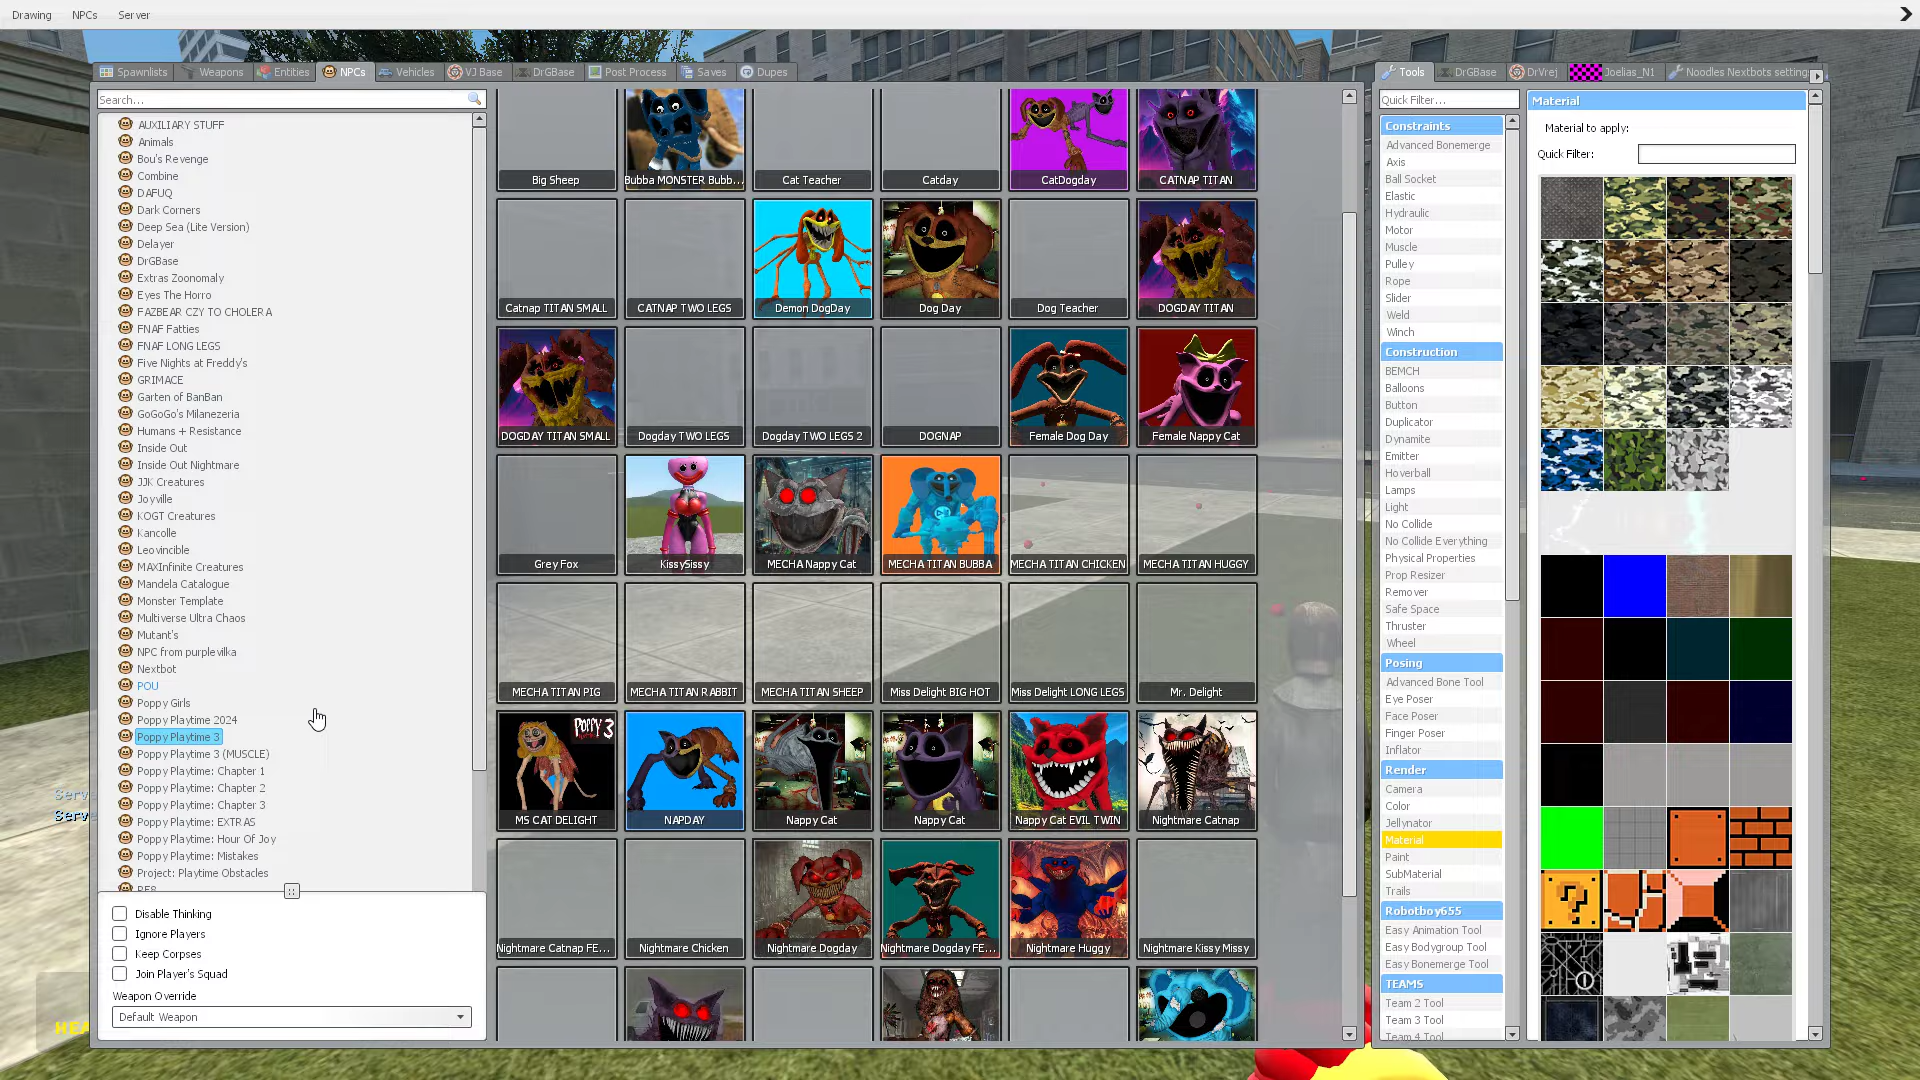 Drawing NPCs Server
Spawnlists Weapons Entities NPCs Vehicles VJ Base DrGBase Post Process Saves Dupes
Search...
AUXILIARY STUFF
Animals
Bou's Revenge
Combine
DAFUQ
Dark Corners
Deep Sea (Lite Version)
Delayer
DrGBase
Extras Zoonomaly
Eyes The Horro
FAZBEAR CZY TO CHOLERA
FNAF Fatties
FNAF LONG LEGS
Five Nights at Freddy's
GRIMACE
Garten of BanBan
GoGoGo's Milanezeria
Humans + Resistance
Inside Out
Inside Out Nightmare
JJK Creatures
Joyville
KOGT Creatures
Kancolle
Leovincible
MAXInfinite Creatures
Mandela Catalogue
Monster Template
Multiverse Ultra Chaos
Mutant's
NPC from purplevilka
Nextbot
POU
Poppy Girls
Poppy Playtime 2024
Poppy Playtime 3
Poppy Playtime 3 (MUSCLE)
Poppy Playtime: Chapter 1
Poppy Playtime: Chapter 2
Poppy Playtime: Chapter 3
Poppy Playtime: EXTRAS
Poppy Playtime: Hour Of Joy
Poppy Playtime: Mistakes
Project: Playtime Obstacles
Disable Thinking
Ignore Players
Keep Corpses
Join Player's Squad
Weapon Override
Default Weapon
Serv
Serve
HEA
Big Sheep Bubba MONSTER Bubb... Cat Teacher Catday CatDogday CATNAP TITAN
Catnap TITAN SMALL CATNAP TWO LEGS Demon DogDay Dog Day Dog Teacher DOGDAY TITAN
DOGDAY TITAN SMALL Dogday TWO LEGS Dogday TWO LEGS 2 DOGNAP Female Dog Day Female Nappy Cat
Grey Fox KissySissy MECHA Nappy Cat MECHA TITAN BUBBA MECHA TITAN CHICKEN MECHA TITAN HUGGY
MECHA TITAN PIG MECHA TITAN RABBIT MECHA TITAN SHEEP Miss Delight BIG HOT Miss Delight LONG LEGS Mr. Delight
POPPY 3
MS CAT DELIGHT NAPDAY Nappy Cat Nappy Cat Nappy Cat EVIL TWIN Nightmare Catnap
Nightmare Catnap FE... Nightmare Chicken Nightmare Dogday Nightmare Dogday FE... Nightmare Huggy Nightmare Kissy Missy
Tools DrGBase DrVrej Joelias_N1 Noodles Nextbots setting
Quick Filter...
Constraints
Advanced Bonemerge
Axis
Ball Socket
Elastic
Hydraulic
Motor
Muscle
Pulley
Rope
Slider
Weld
Winch
Construction
BEMCH
Balloons
Button
Duplicator
Dynamite
Emitter
Hoverball
Lamps
Light
No Collide
No Collide Everything
Physical Properties
Prop Resizer
Remover
Safe Space
Thruster
Wheel
Posing
Advanced Bone Tool
Eye Poser
Face Poser
Finger Poser
Inflator
Render
Camera
Color
Jellynator
Material
Paint
SubMaterial
Trails
Robotboy655
Easy Animation Tool
Easy Bodygroup Tool
Easy Bonemerge Tool
TEAMS
Team 2 Tool
Team 3 Tool
Team 4 Tool
Material
Material to apply:
Quick Filter: